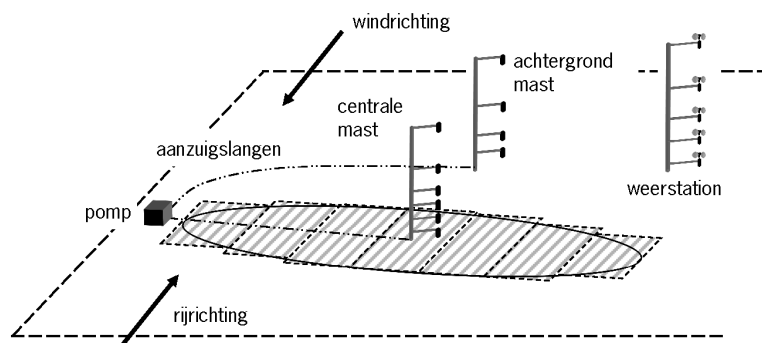 windrichting
achtergrond
mast
centrale
mast
aanzuigslangen
weerstation
pomp
rijrichting